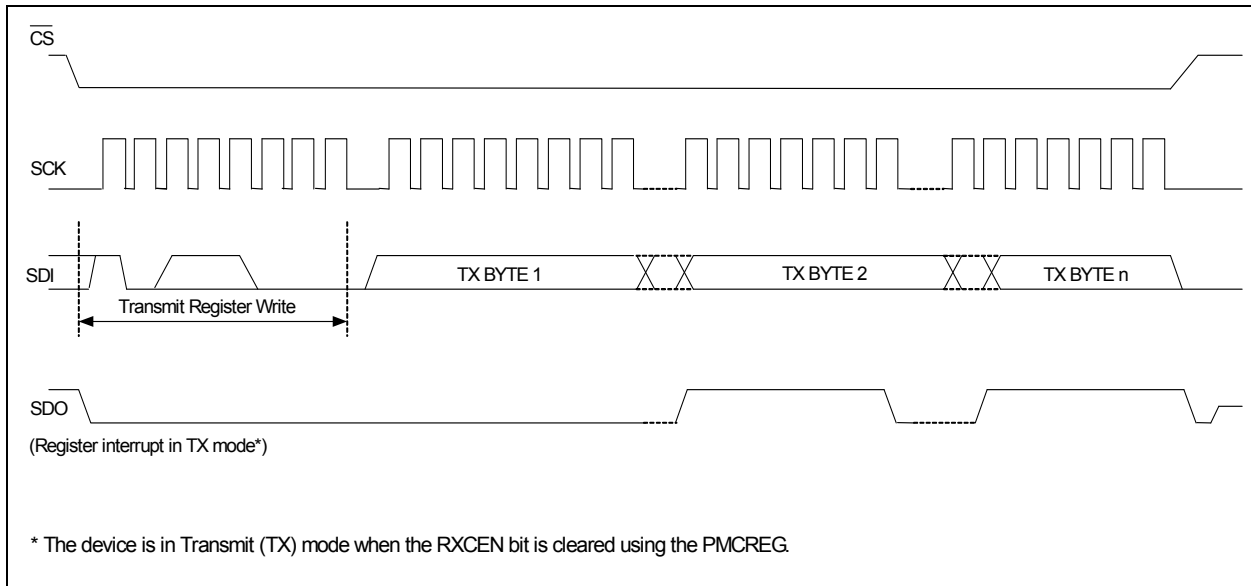 CS
SCK
SDI
TX BYTE 1
TX BYTE 2
TX BYTE n
Transmit Register Write
SDO
(Register interrupt in TX mode*)
* The device is in Transmit (TX) mode when the RXCEN bit is cleared using the PMCREG.